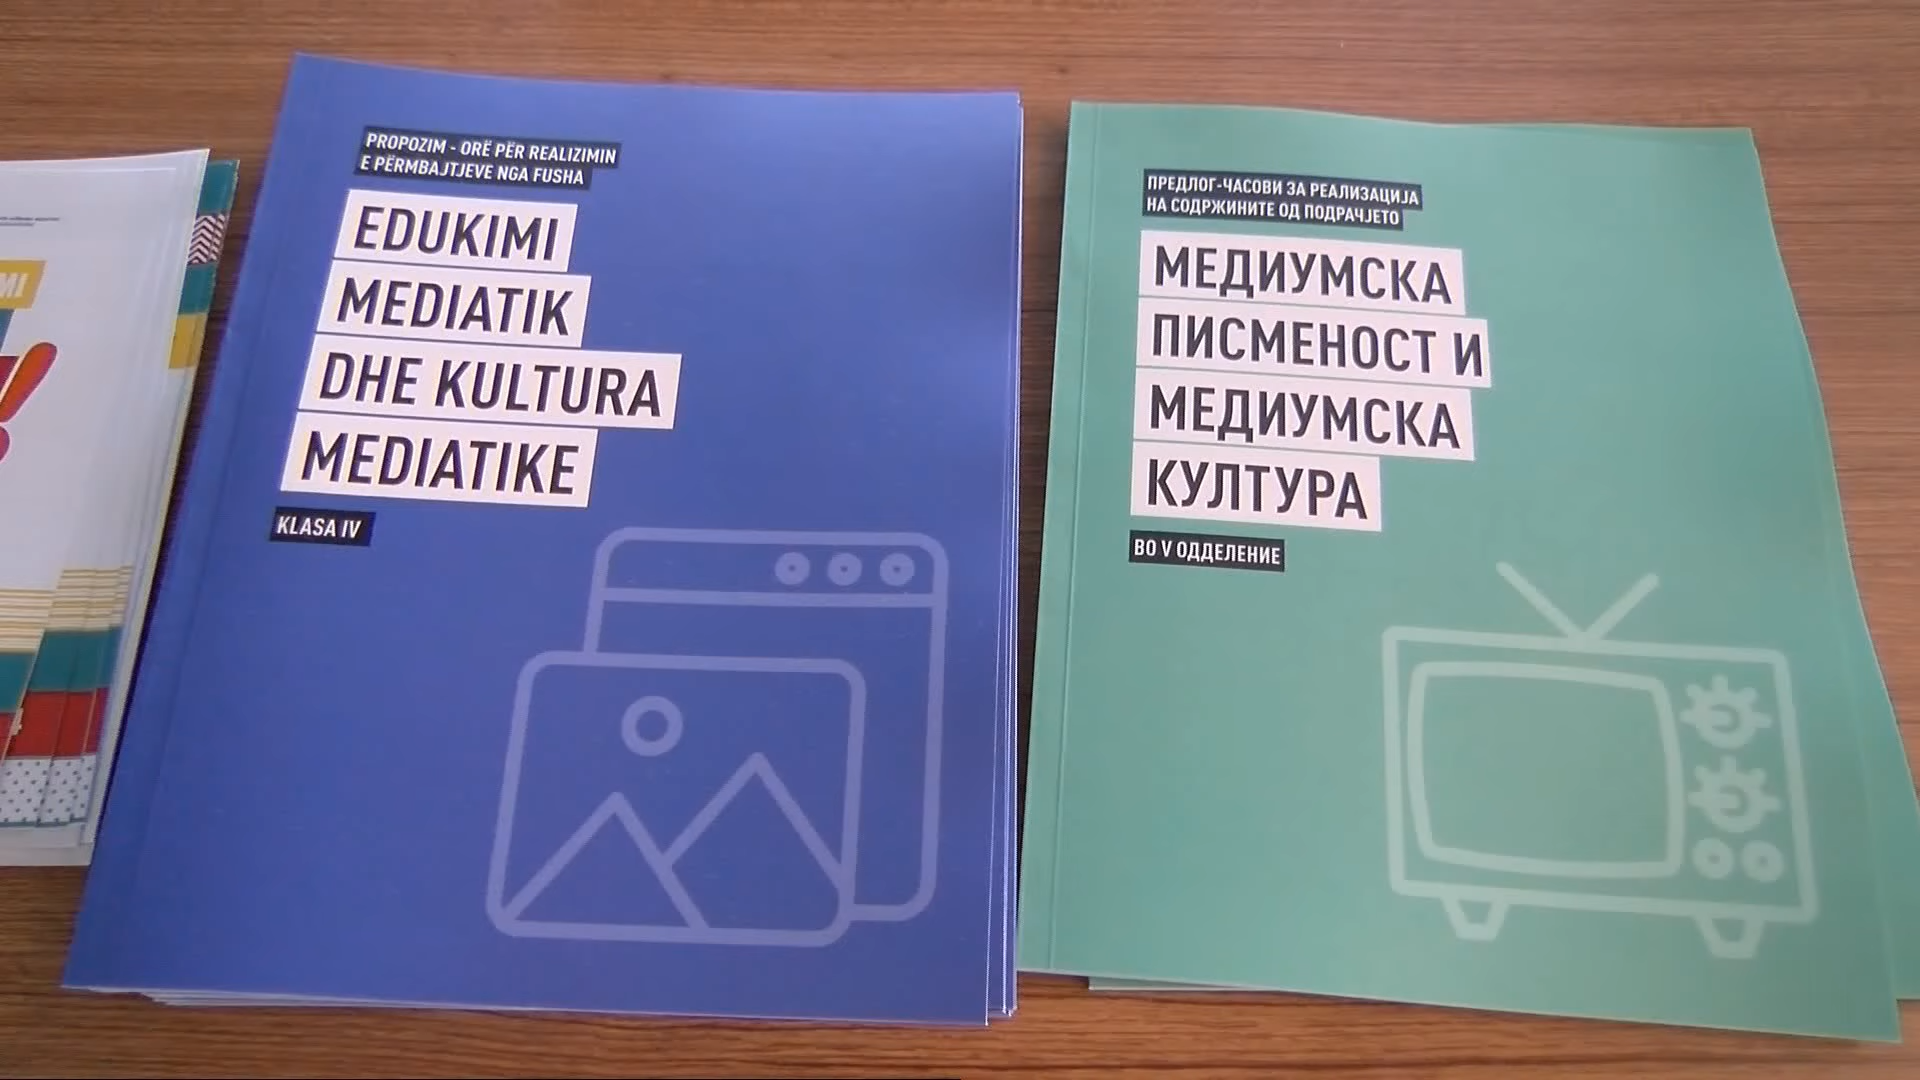 PROPOZIM - ORË PËR REALIZIMIN
E PËRMBAJTJEVE NGA FUSHA
EDUKIMI
MEDIATIK
DHE KULTURA
MEDIATIKE
KLASA IV
ПРЕДЛОГ-ЧАСОВИ ЗА РЕАЛИЗАЦИЈА
НА СОДРЖИНИТЕ ОД ПОДРАЧЈЕТО
МЕДИУМСКА
ПИСМЕНОСТ И
МЕДИУМСКА
КУЛТУРА
ВО V ОДДЕЛЕНИЕ